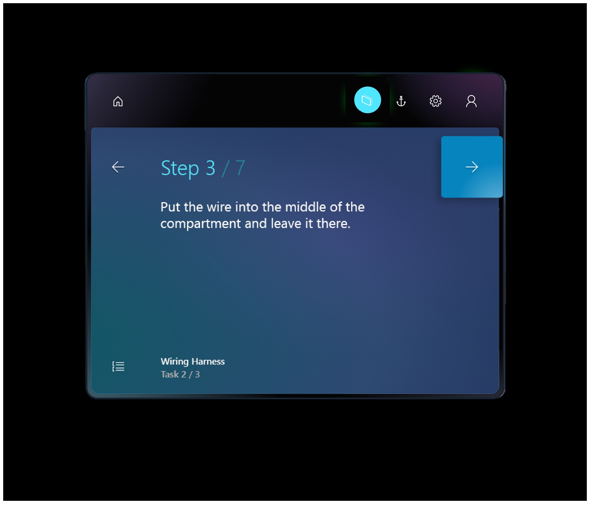 Step 3 / 7
Put the wire into the middle of the
compartment and leave it there.
Wiring Harness
Task 2 / 3